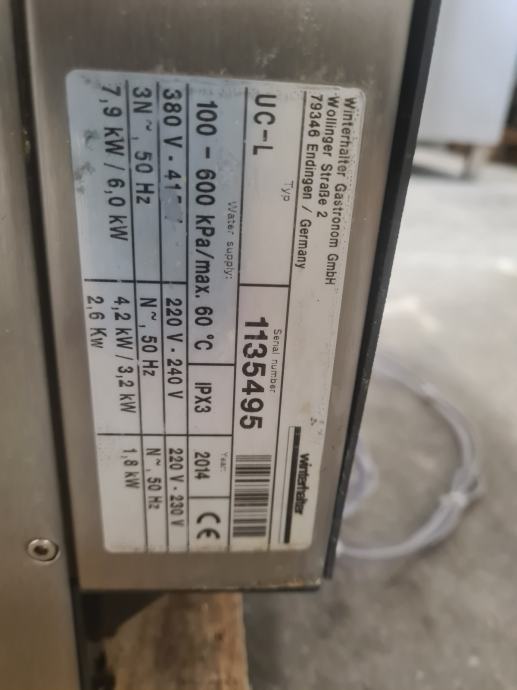 Winterhalter Gastronom GmbH
Wollinger Straße 2
79346 Endingen / Germany
winterhalter
Typ
UC-L
Serial number
1135495
Water supply:
100 - 600 kPa/max. 60 °C
IPX3
Year:
2014
CE
380 V - 41
3N ~, 50 Hz
7,9 kW / 6,0 kW
220 V - 240 V
N ~, 50 Hz
4,2 kW / 3,2 kW
2,6 Kw
220 V - 230 V
N ~, 50 Hz
1,8 kW